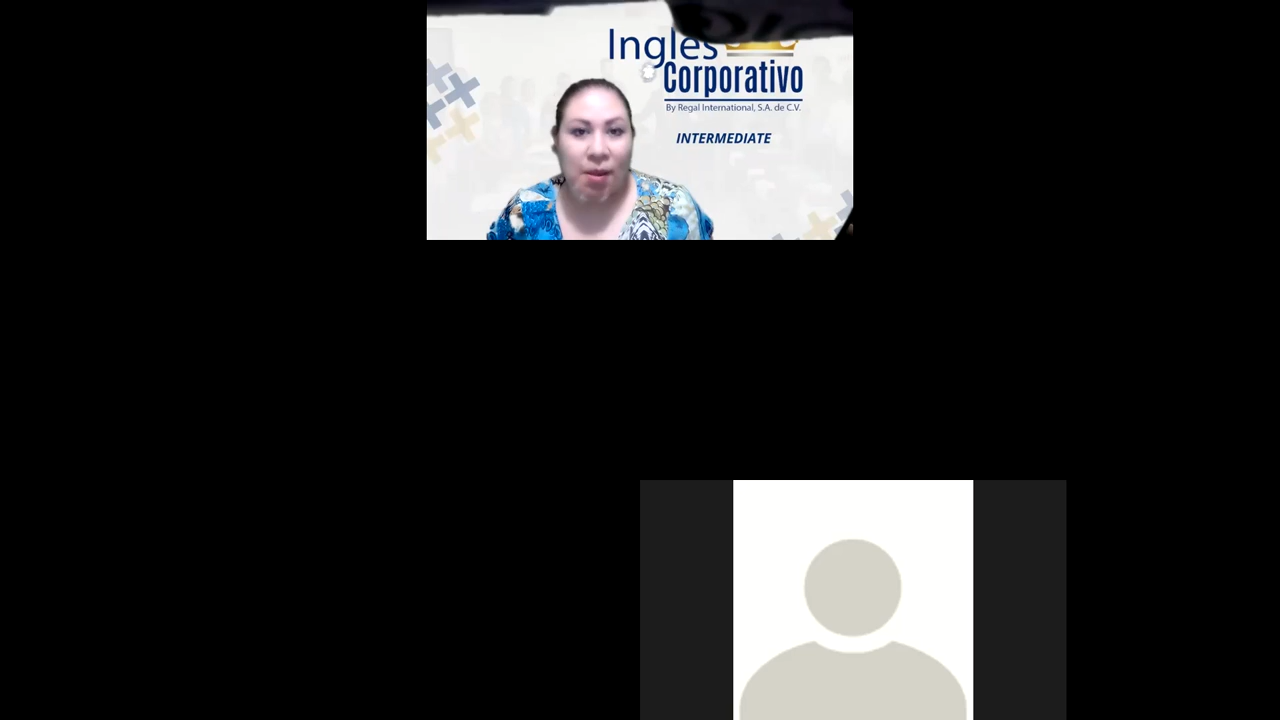 Ingles
Corporativo
By Regal International, S.A. de C.V.
INTERMEDIATE